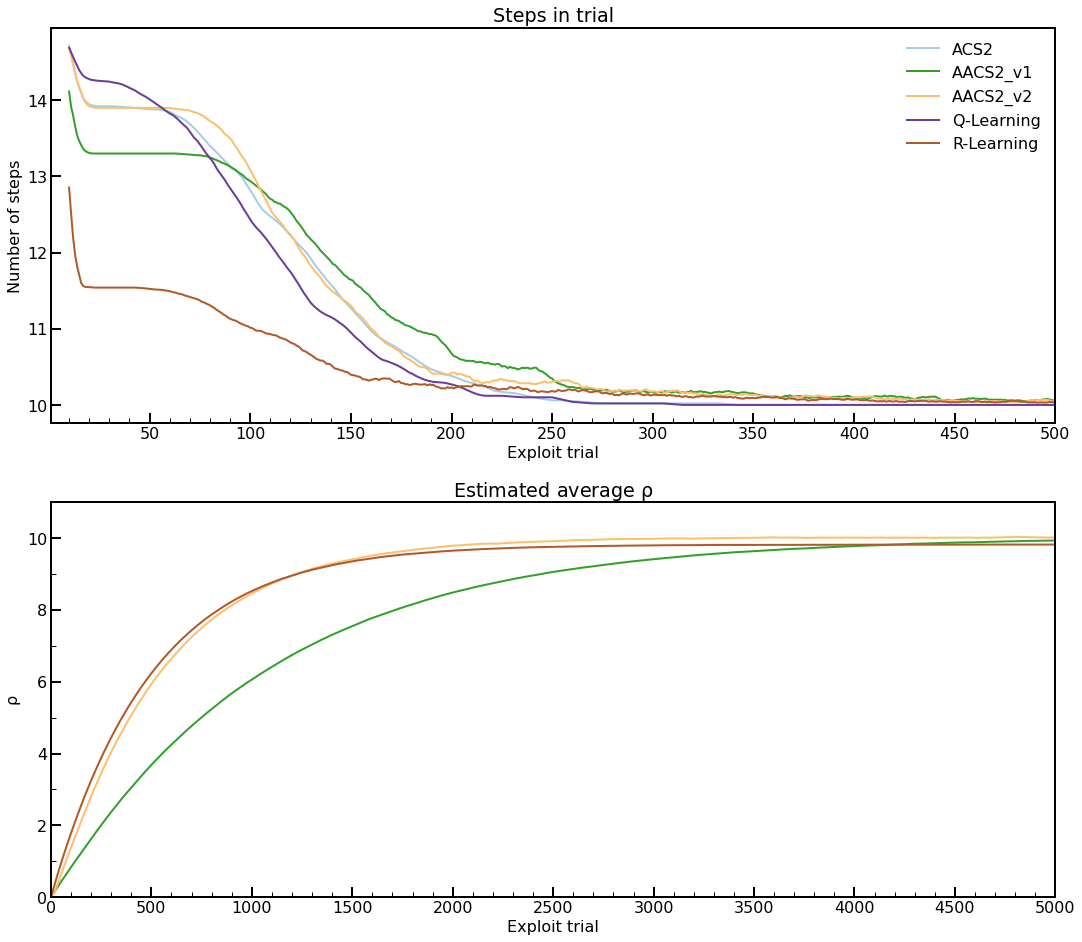 Steps in trial
Number of steps
14
13
12
11
10
ACS2
AACS2_v1
AACS2_v2
Q-Learning
R-Learning
50 100 150 200 250 300 350 400 450 500
Exploit trial
Estimated average ρ
ρ
10
8
6
4
2
0
0 500 1000 1500 2000 2500 3000 3500 4000 4500 5000
Exploit trial